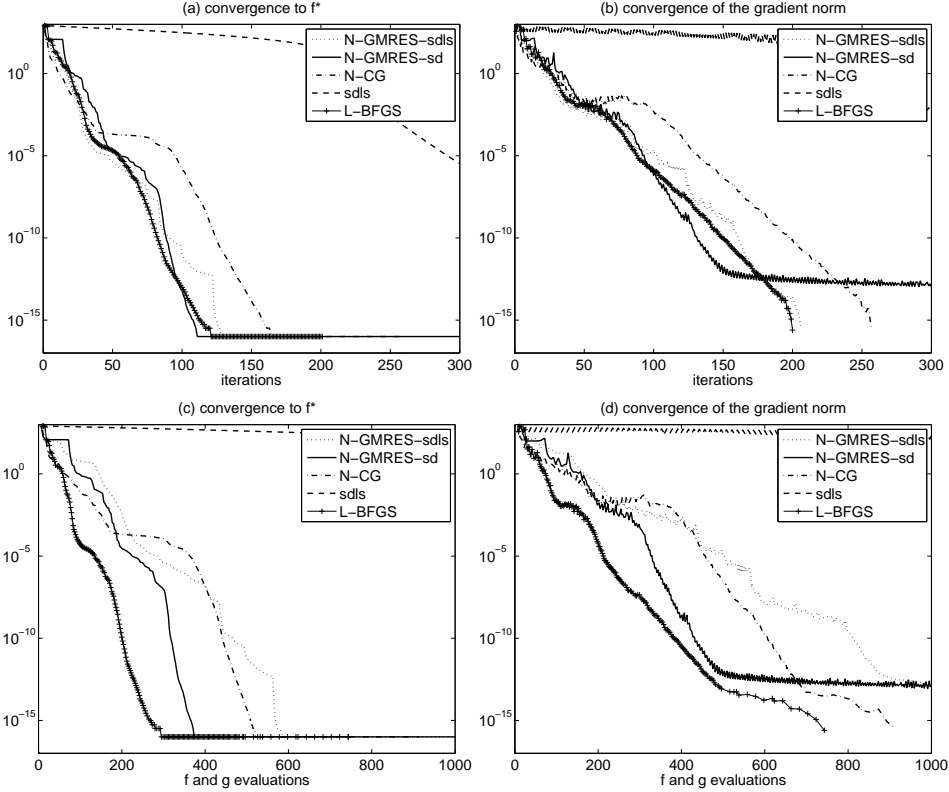 (a) convergence to f*
10^0
10^-5
10^-10
10^-15
0 50 100 150 200 250 300
iterations
N-GMRES-sdls
N-GMRES-sd
N-CG
sdls
L-BFGS
(b) convergence of the gradient norm
10^0
10^-5
10^-10
10^-15
0 50 100 150 200 250 300
iterations
N-GMRES-sdls
N-GMRES-sd
N-CG
sdls
L-BFGS
(c) convergence to f*
10^0
10^-5
10^-10
10^-15
0 200 400 600 800 1000
f and g evaluations
N-GMRES-sdls
N-GMRES-sd
N-CG
sdls
L-BFGS
(d) convergence of the gradient norm
10^0
10^-5
10^-10
10^-15
0 200 400 600 800 1000
f and g evaluations
N-GMRES-sdls
N-GMRES-sd
N-CG
sdls
L-BFGS